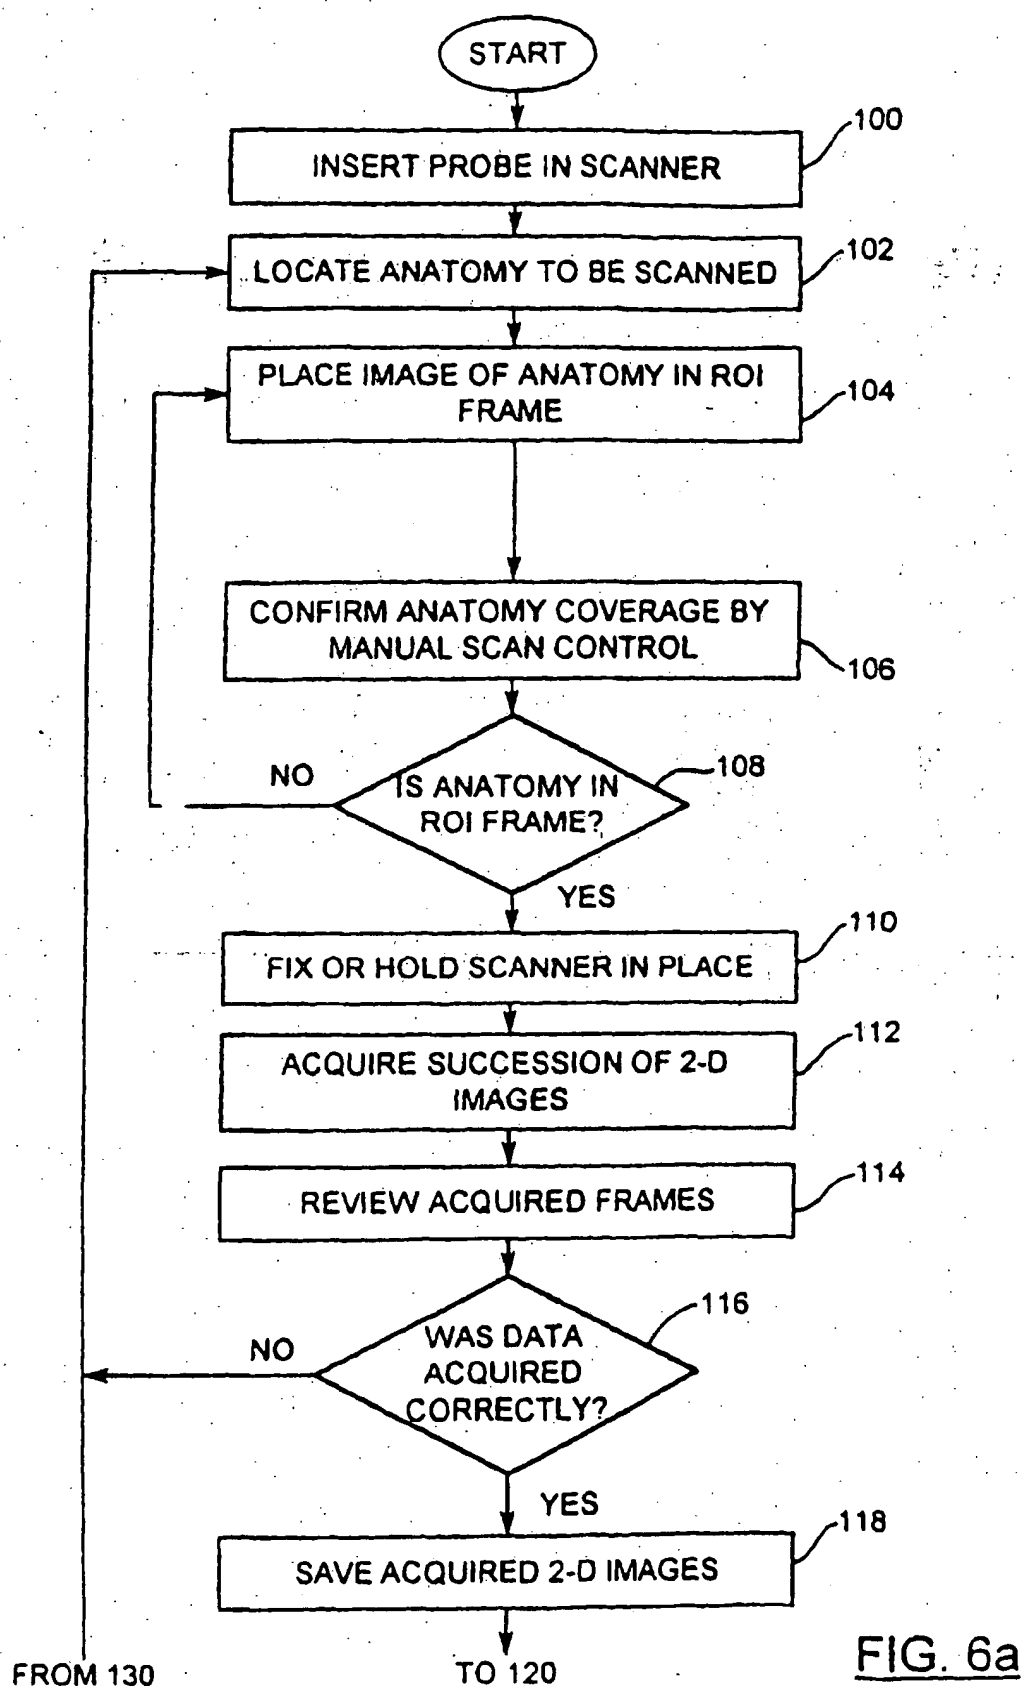 START
100
INSERT PROBE IN SCANNER
102
LOCATE ANATOMY TO BE SCANNED
PLACE IMAGE OF ANATOMY IN ROI
FRAME
104
CONFIRM ANATOMY COVERAGE BY
MANUAL SCAN CONTROL
106
NO
108
IS ANATOMY IN
ROI FRAME?
YES
110
FIX OR HOLD SCANNER IN PLACE
112
ACQUIRE SUCCESSION OF 2-D
IMAGES
114
REVIEW ACQUIRED FRAMES
116
NO
WAS DATA
ACQUIRED
CORRECTLY?
YES
118
SAVE ACQUIRED 2-D IMAGES
FROM 130
TO 120
FIG. 6a